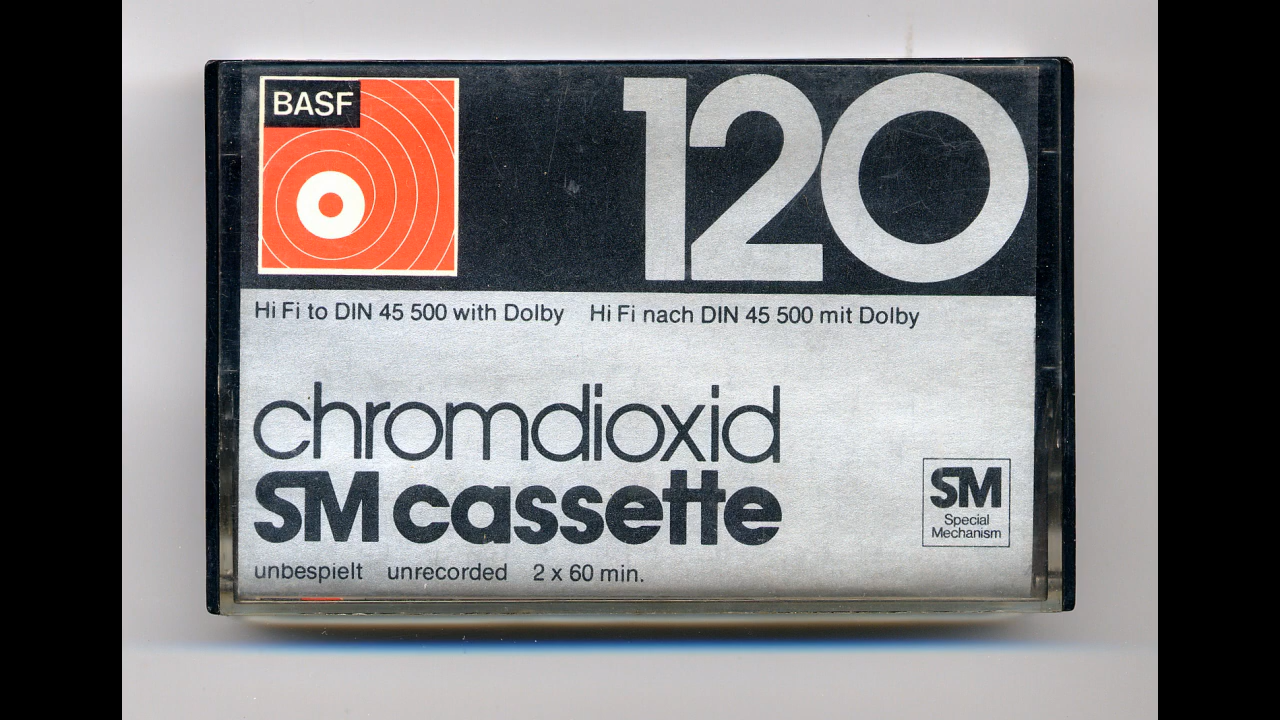 BASF
120
Hi Fi to DIN 45 500 with Dolby Hi Fi nach DIN 45 500 mit Dolby
chromdioxid
SM cassette
SM
Special
Mechanism
unbespielt unrecorded 2 x 60 min.